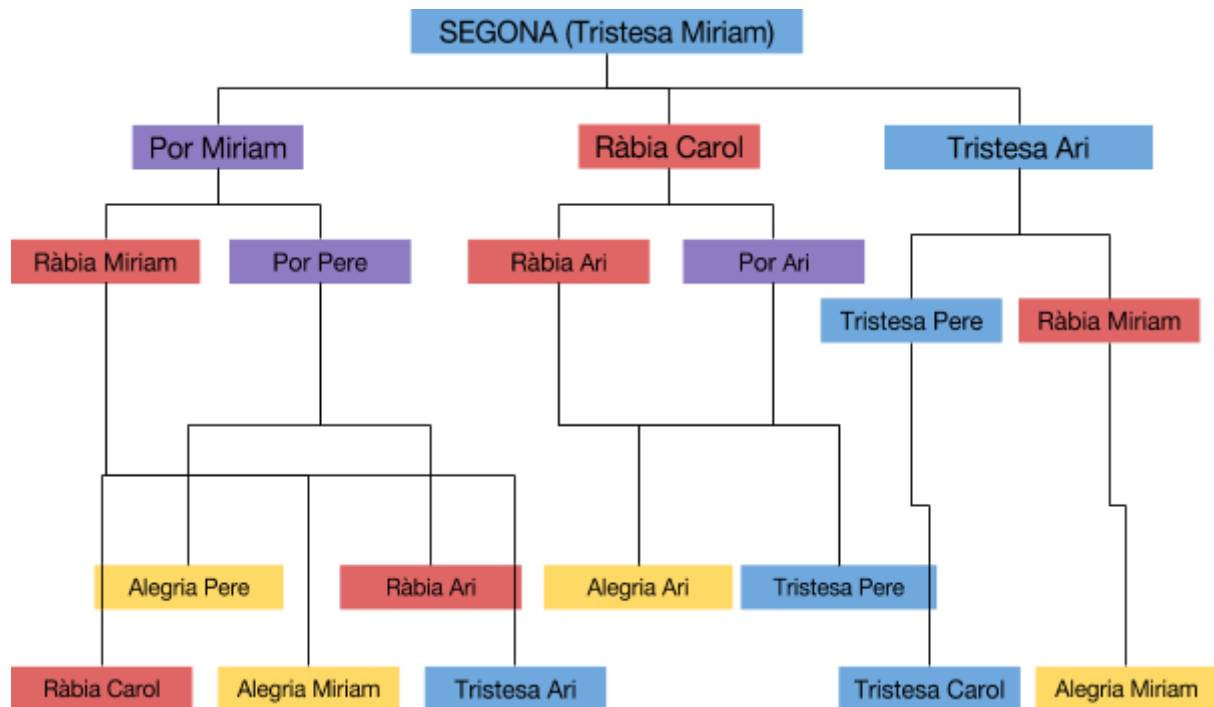 SEGONA (Tristesa Miriam)
Por Miriam
Ràbia Carol
Tristesa Ari
Ràbia Miriam
Por Pere
Ràbia Ari
Por Ari
Tristesa Pere
Ràbia Miriam
Alegria Pere
Ràbia Ari
Alegria Ari
Tristesa Pere
Ràbia Carol
Alegria Miriam
Tristesa Ari
Tristesa Carol
Alegria Miriam